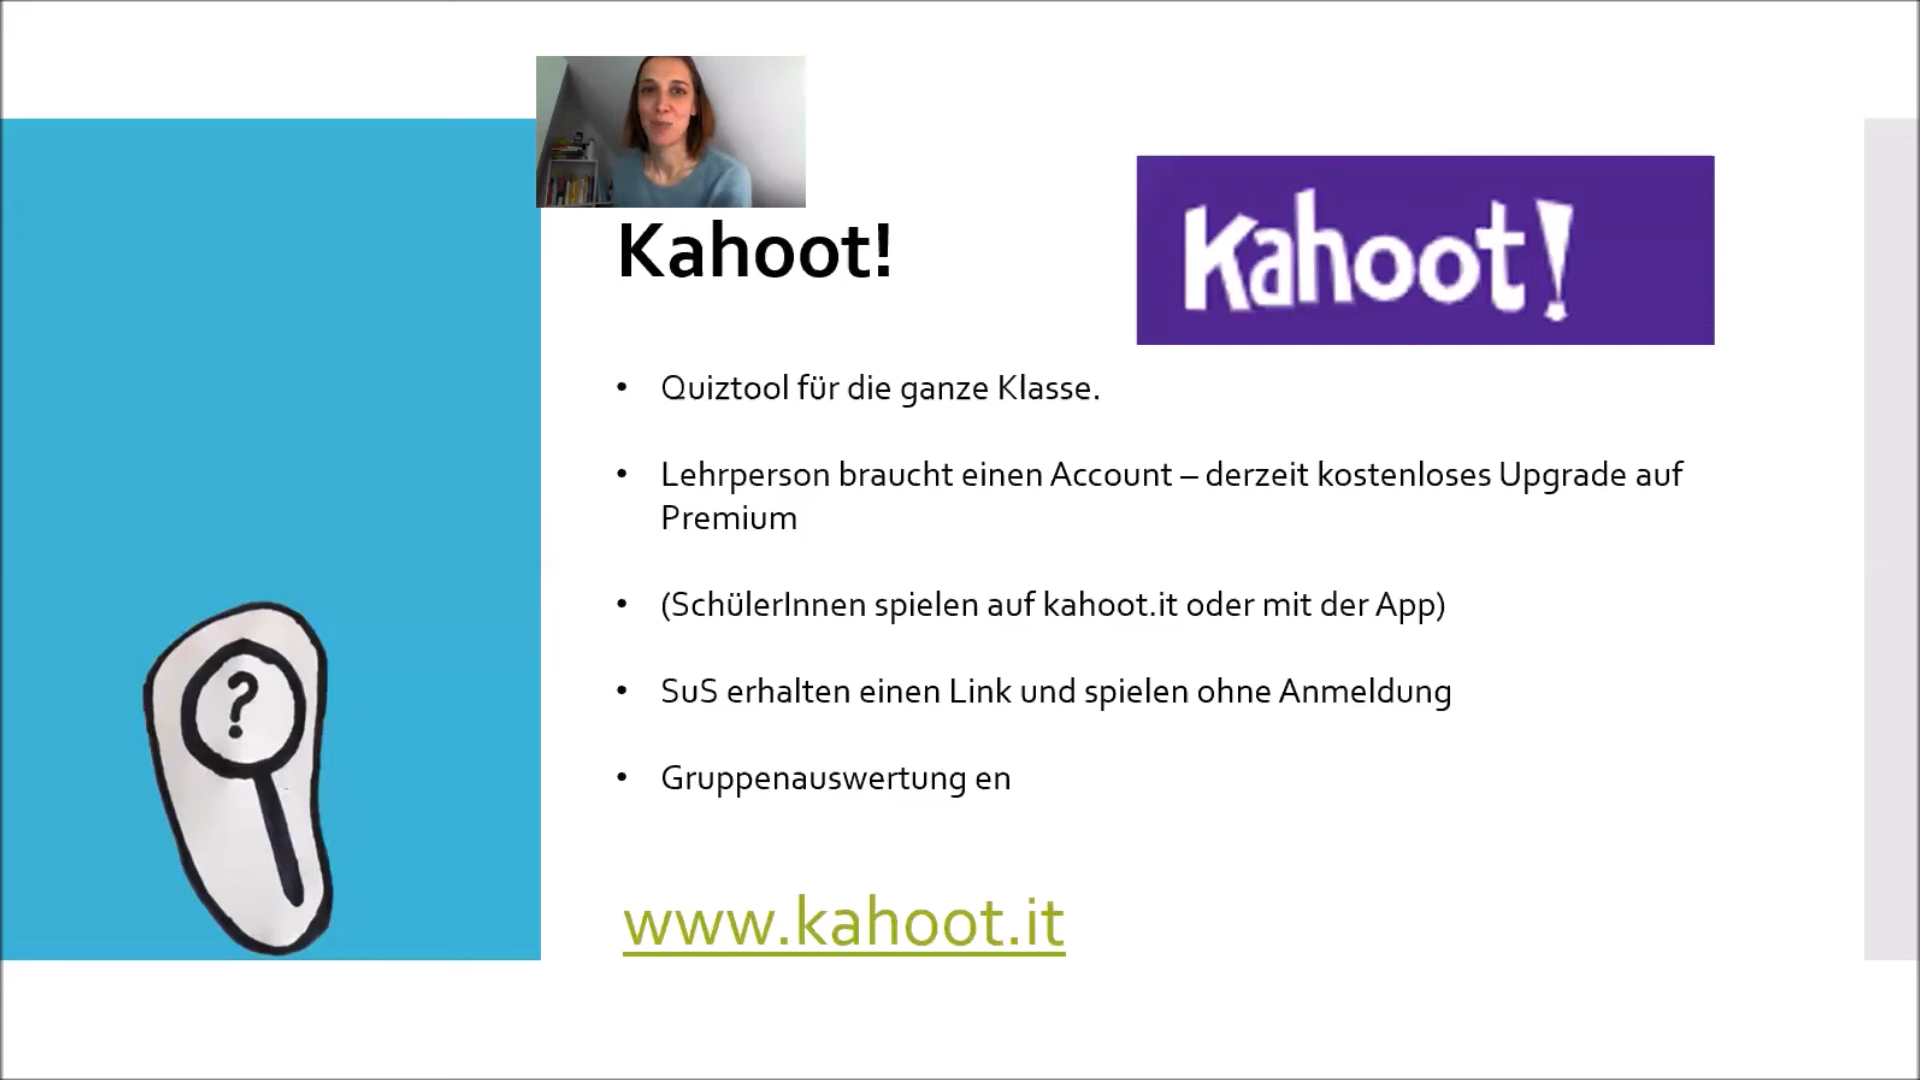 Kahoot!
Kahoot!
• Quiztool für die ganze Klasse.
• Lehrperson braucht einen Account – derzeit kostenloses Upgrade auf
Premium
• (SchülerInnen spielen auf kahoot.it oder mit der App)
• SuS erhalten einen Link und spielen ohne Anmeldung
• Gruppenauswertung en
?
www.kahoot.it